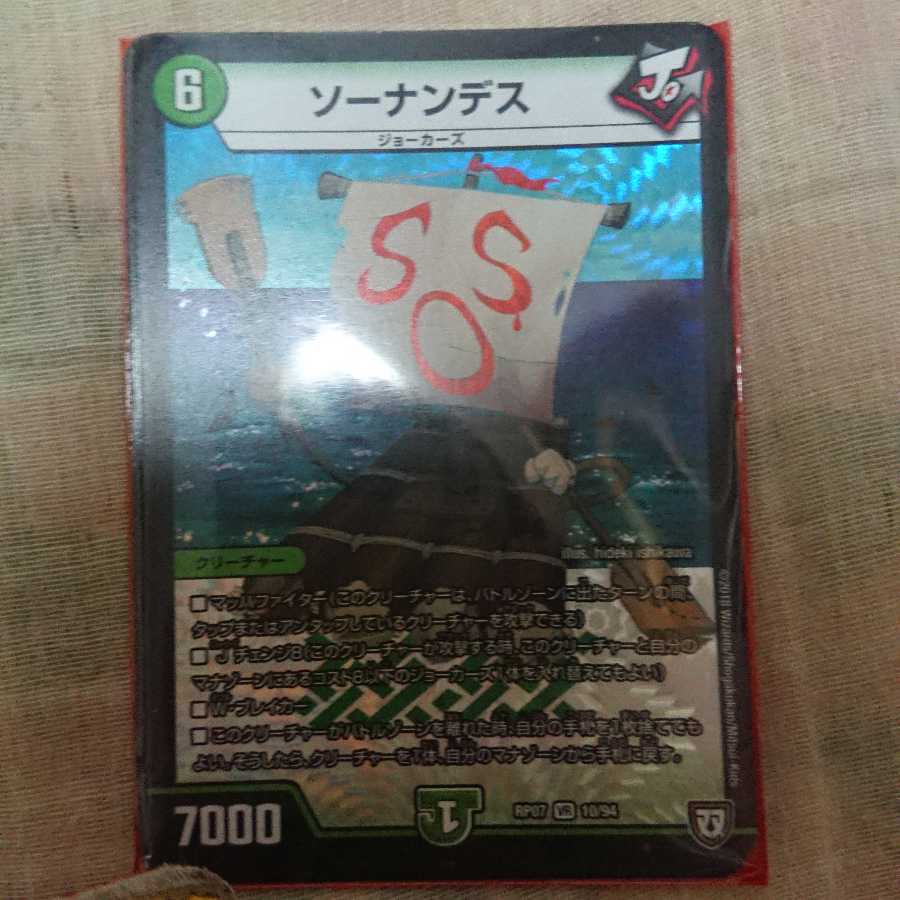 6
ソーナンデス
ジョーカーズ
Jo
S
O
S
illus. hideki ishikawa
クリーチャー
■マッハファイター(このクリーチャーは、バトルゾーンに出たターンの間、
タップまたはアンタップしているクリーチャーを攻撃できる)
■Jチェンジ8(このクリーチャーが攻撃する時、このクリーチャーと自分の
マナゾーンにあるコスト8以下のジョーカーズ1体を入れ替えてもよい)
■W・ブレイカー
■このクリーチャーがバトルゾーンを離れた時、自分の手札を1枚捨てても
よい。そうしたら、クリーチャーを1体、自分のマナゾーンから手札に戻す。
7000
1
RP07 VR 10/94
©2018 Wizards/Shogakukan/Mitsui-Kids